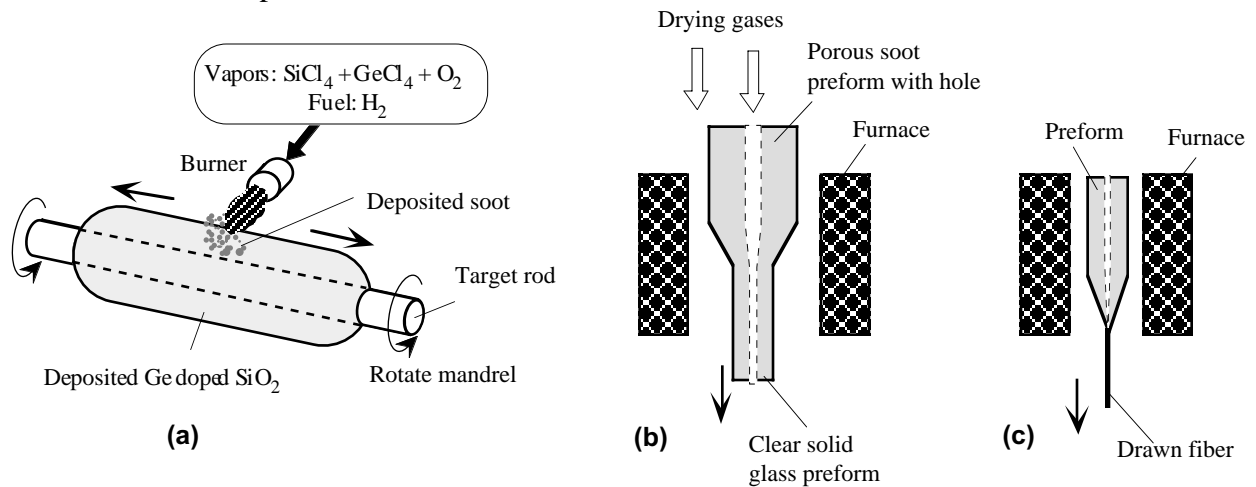 Vapors: SiCl4 + GeCl4 + O2
Fuel: H2
Burner
Deposited soot
Target rod
Rotate mandrel
Deposited Ge doped SiO2
(a)
Drying gases
Porous soot
preform with hole
Furnace
Clear solid
glass preform
(b)
Preform
Furnace
Drawn fiber
(c)